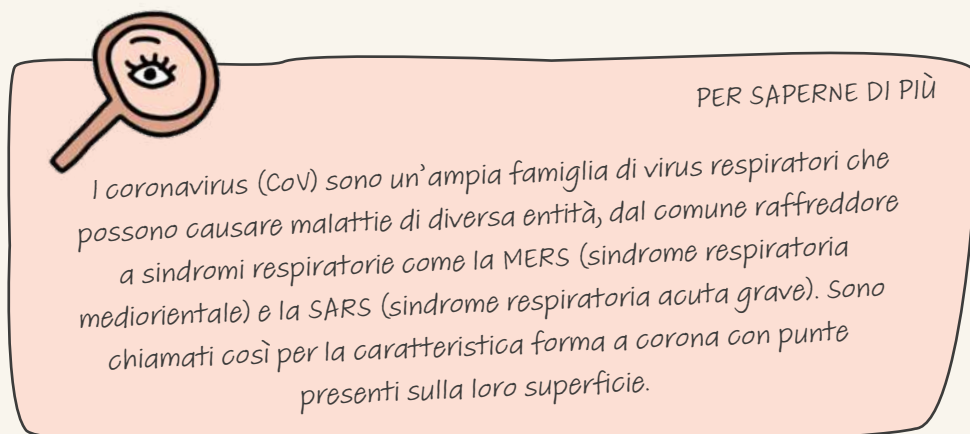 PER SAPERNE DI PIÙ
I coronavirus (CoV) sono un'ampia famiglia di virus respiratori che
possono causare malattie di diversa entità, dal comune raffreddore
a sindromi respiratorie come la MERS (sindrome respiratoria
mediorientale) e la SARS (sindrome respiratoria acuta grave). Sono
chiamati così per la caratteristica forma a corona con punte
presenti sulla loro superficie.